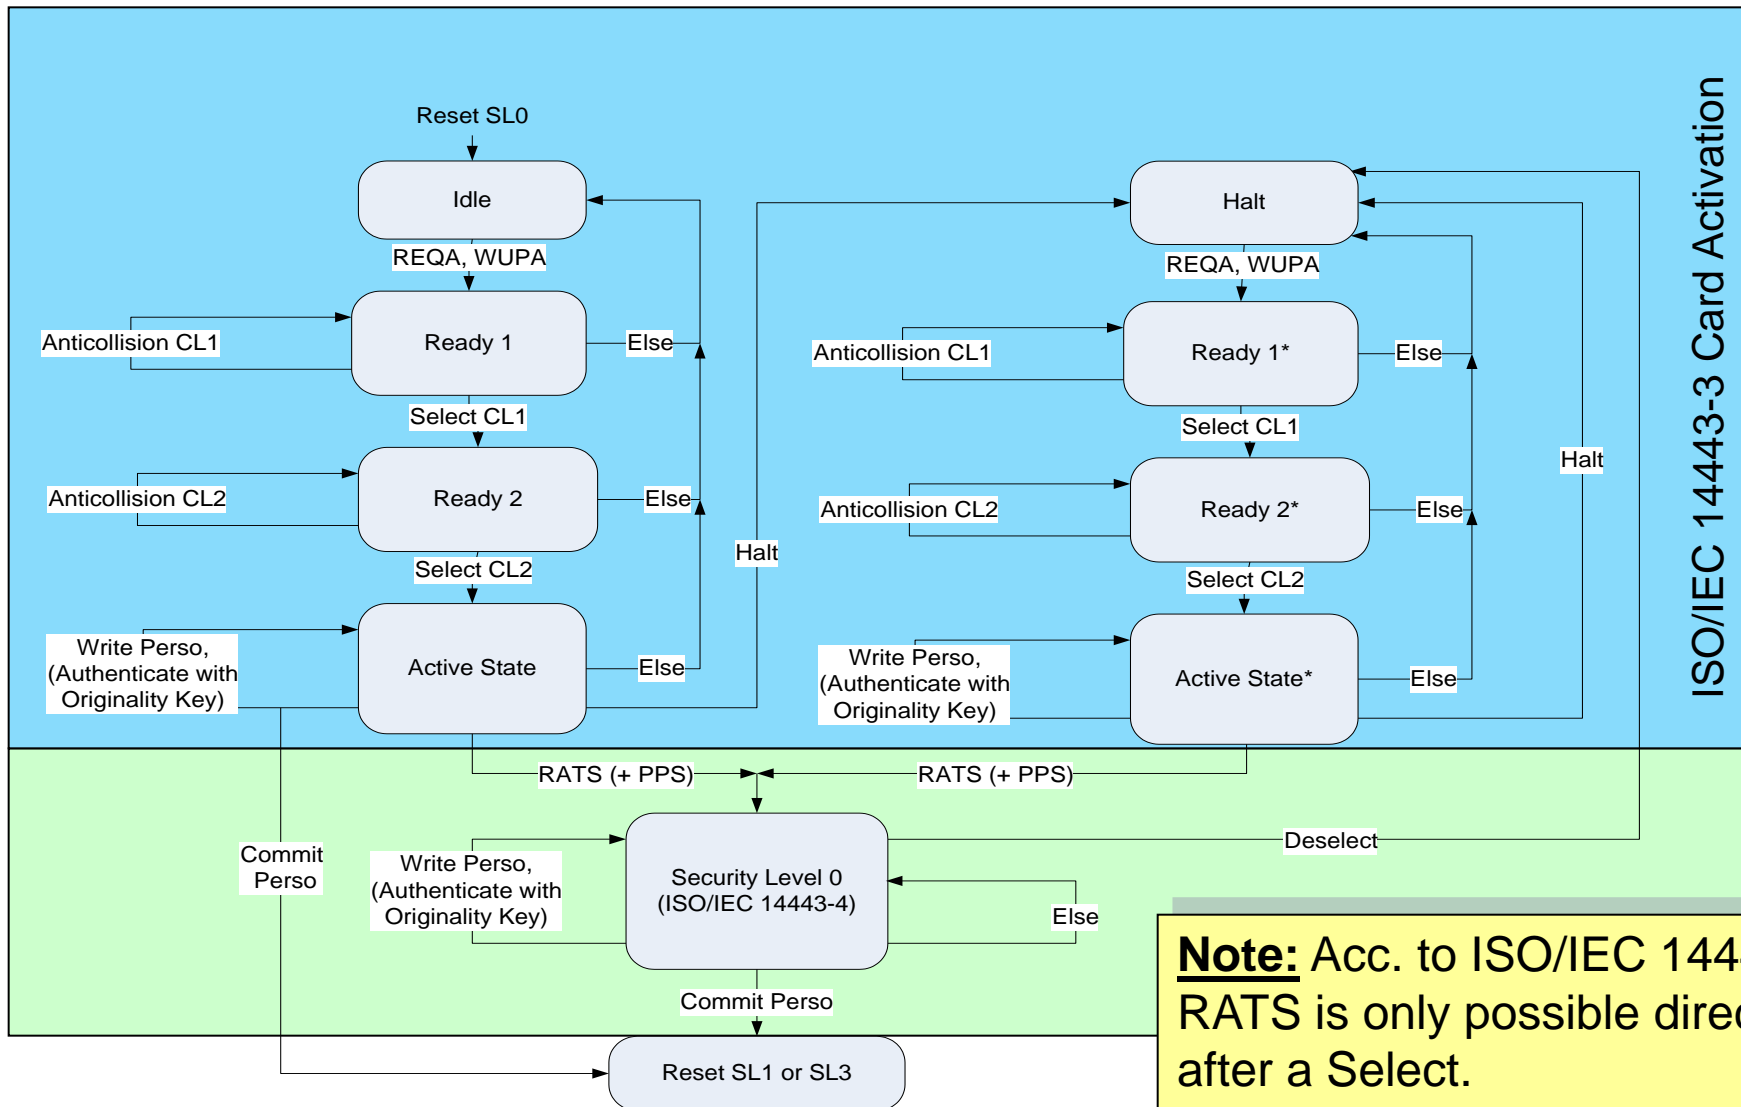 Reset SL0
Idle
REQA, WUPA
Anticollision CL1
Ready 1
Else
Select CL1
Anticollision CL2
Ready 2
Else
Select CL2
Write Perso,
(Authenticate with
Originality Key)
Active State
Else
Halt
Halt
REQA, WUPA
Anticollision CL1
Ready 1*
Else
Select CL1
Anticollision CL2
Ready 2*
Else
Select CL2
Write Perso,
(Authenticate with
Originality Key)
Active State*
Else
Halt
ISO/IEC 14443-3 Card Activation
RATS (+ PPS)
RATS (+ PPS)
Commit
Perso
Write Perso,
(Authenticate with
Originality Key)
Security Level 0
(ISO/IEC 14443-4)
Deselect
Else
Commit Perso
Reset SL1 or SL3
Note: Acc. to ISO/IEC
RATS is only possible
after a Select.